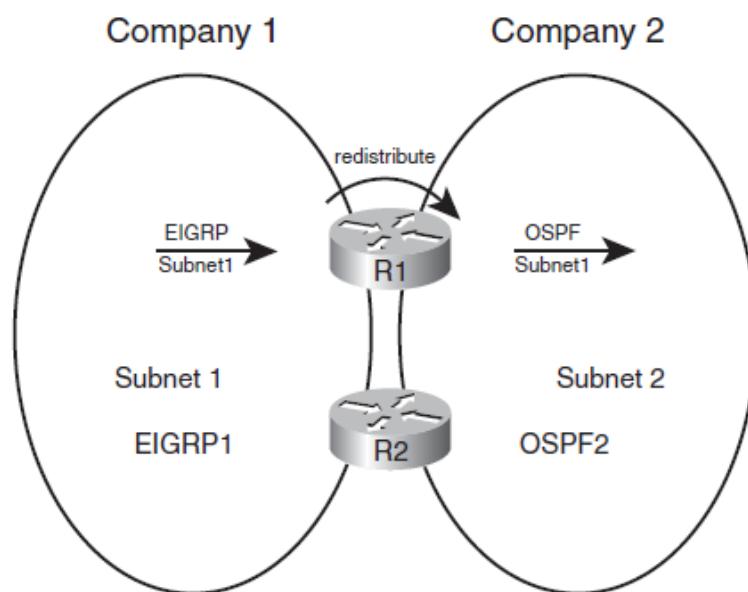 Company 1
Company 2
redistribute
EIGRP
Subnet1
R1
OSPF
Subnet1
Subnet 1
Subnet 2
EIGRP1
R2
OSPF2